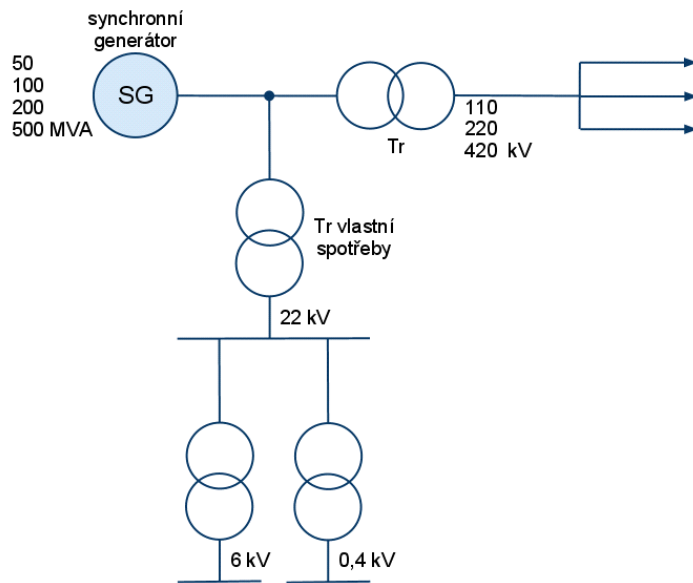 synchronní
generátor
50
100
200
500 MVA
SG
110
220
420 kV
Tr
Tr vlastní
spotřeby
22 kV
6 kV
0,4 kV